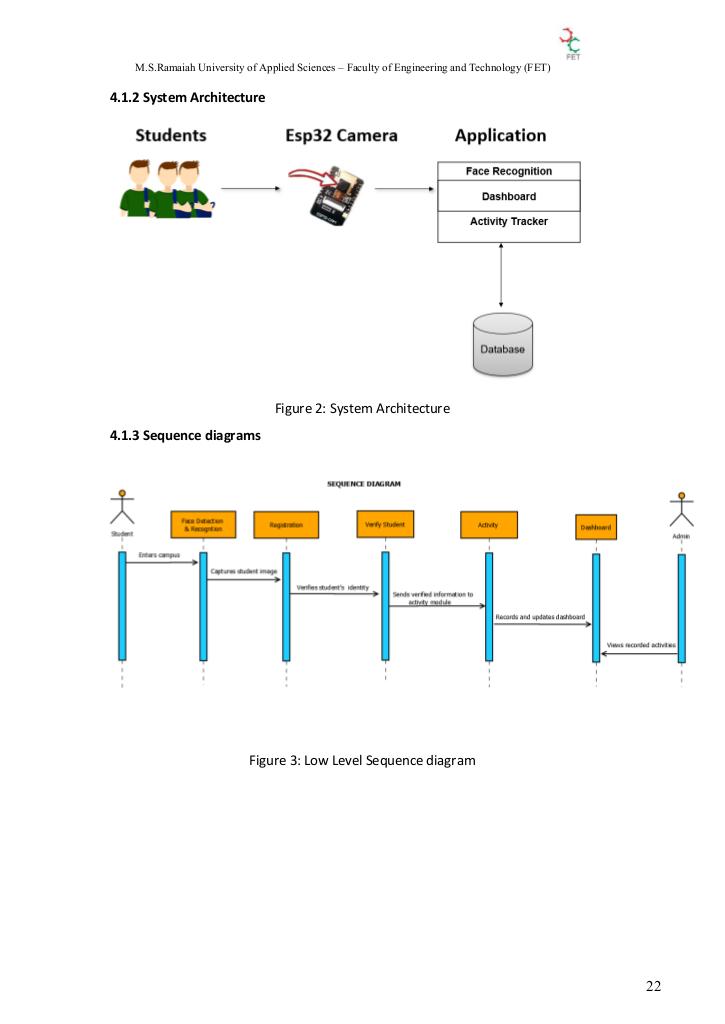 FET
M.S.Ramaiah University of Applied Sciences – Faculty of Engineering and Technology (FET)
4.1.2 System Architecture
Students
Esp32 Camera
Application
Face Recognition
Dashboard
Activity Tracker
Database
Figure 2: System Architecture
4.1.3 Sequence diagrams
SEQUENCE DIAGRAM
Student
Face Detection
& Recogntion
Registration
Verify Student
Activity
Dashboard
Admin
Enters campus
Captures student image
Verifies student's identity
Sends verified information to
activity module
Records and updates dashboard
Views recorded activities
Figure 3: Low Level Sequence diagram
22